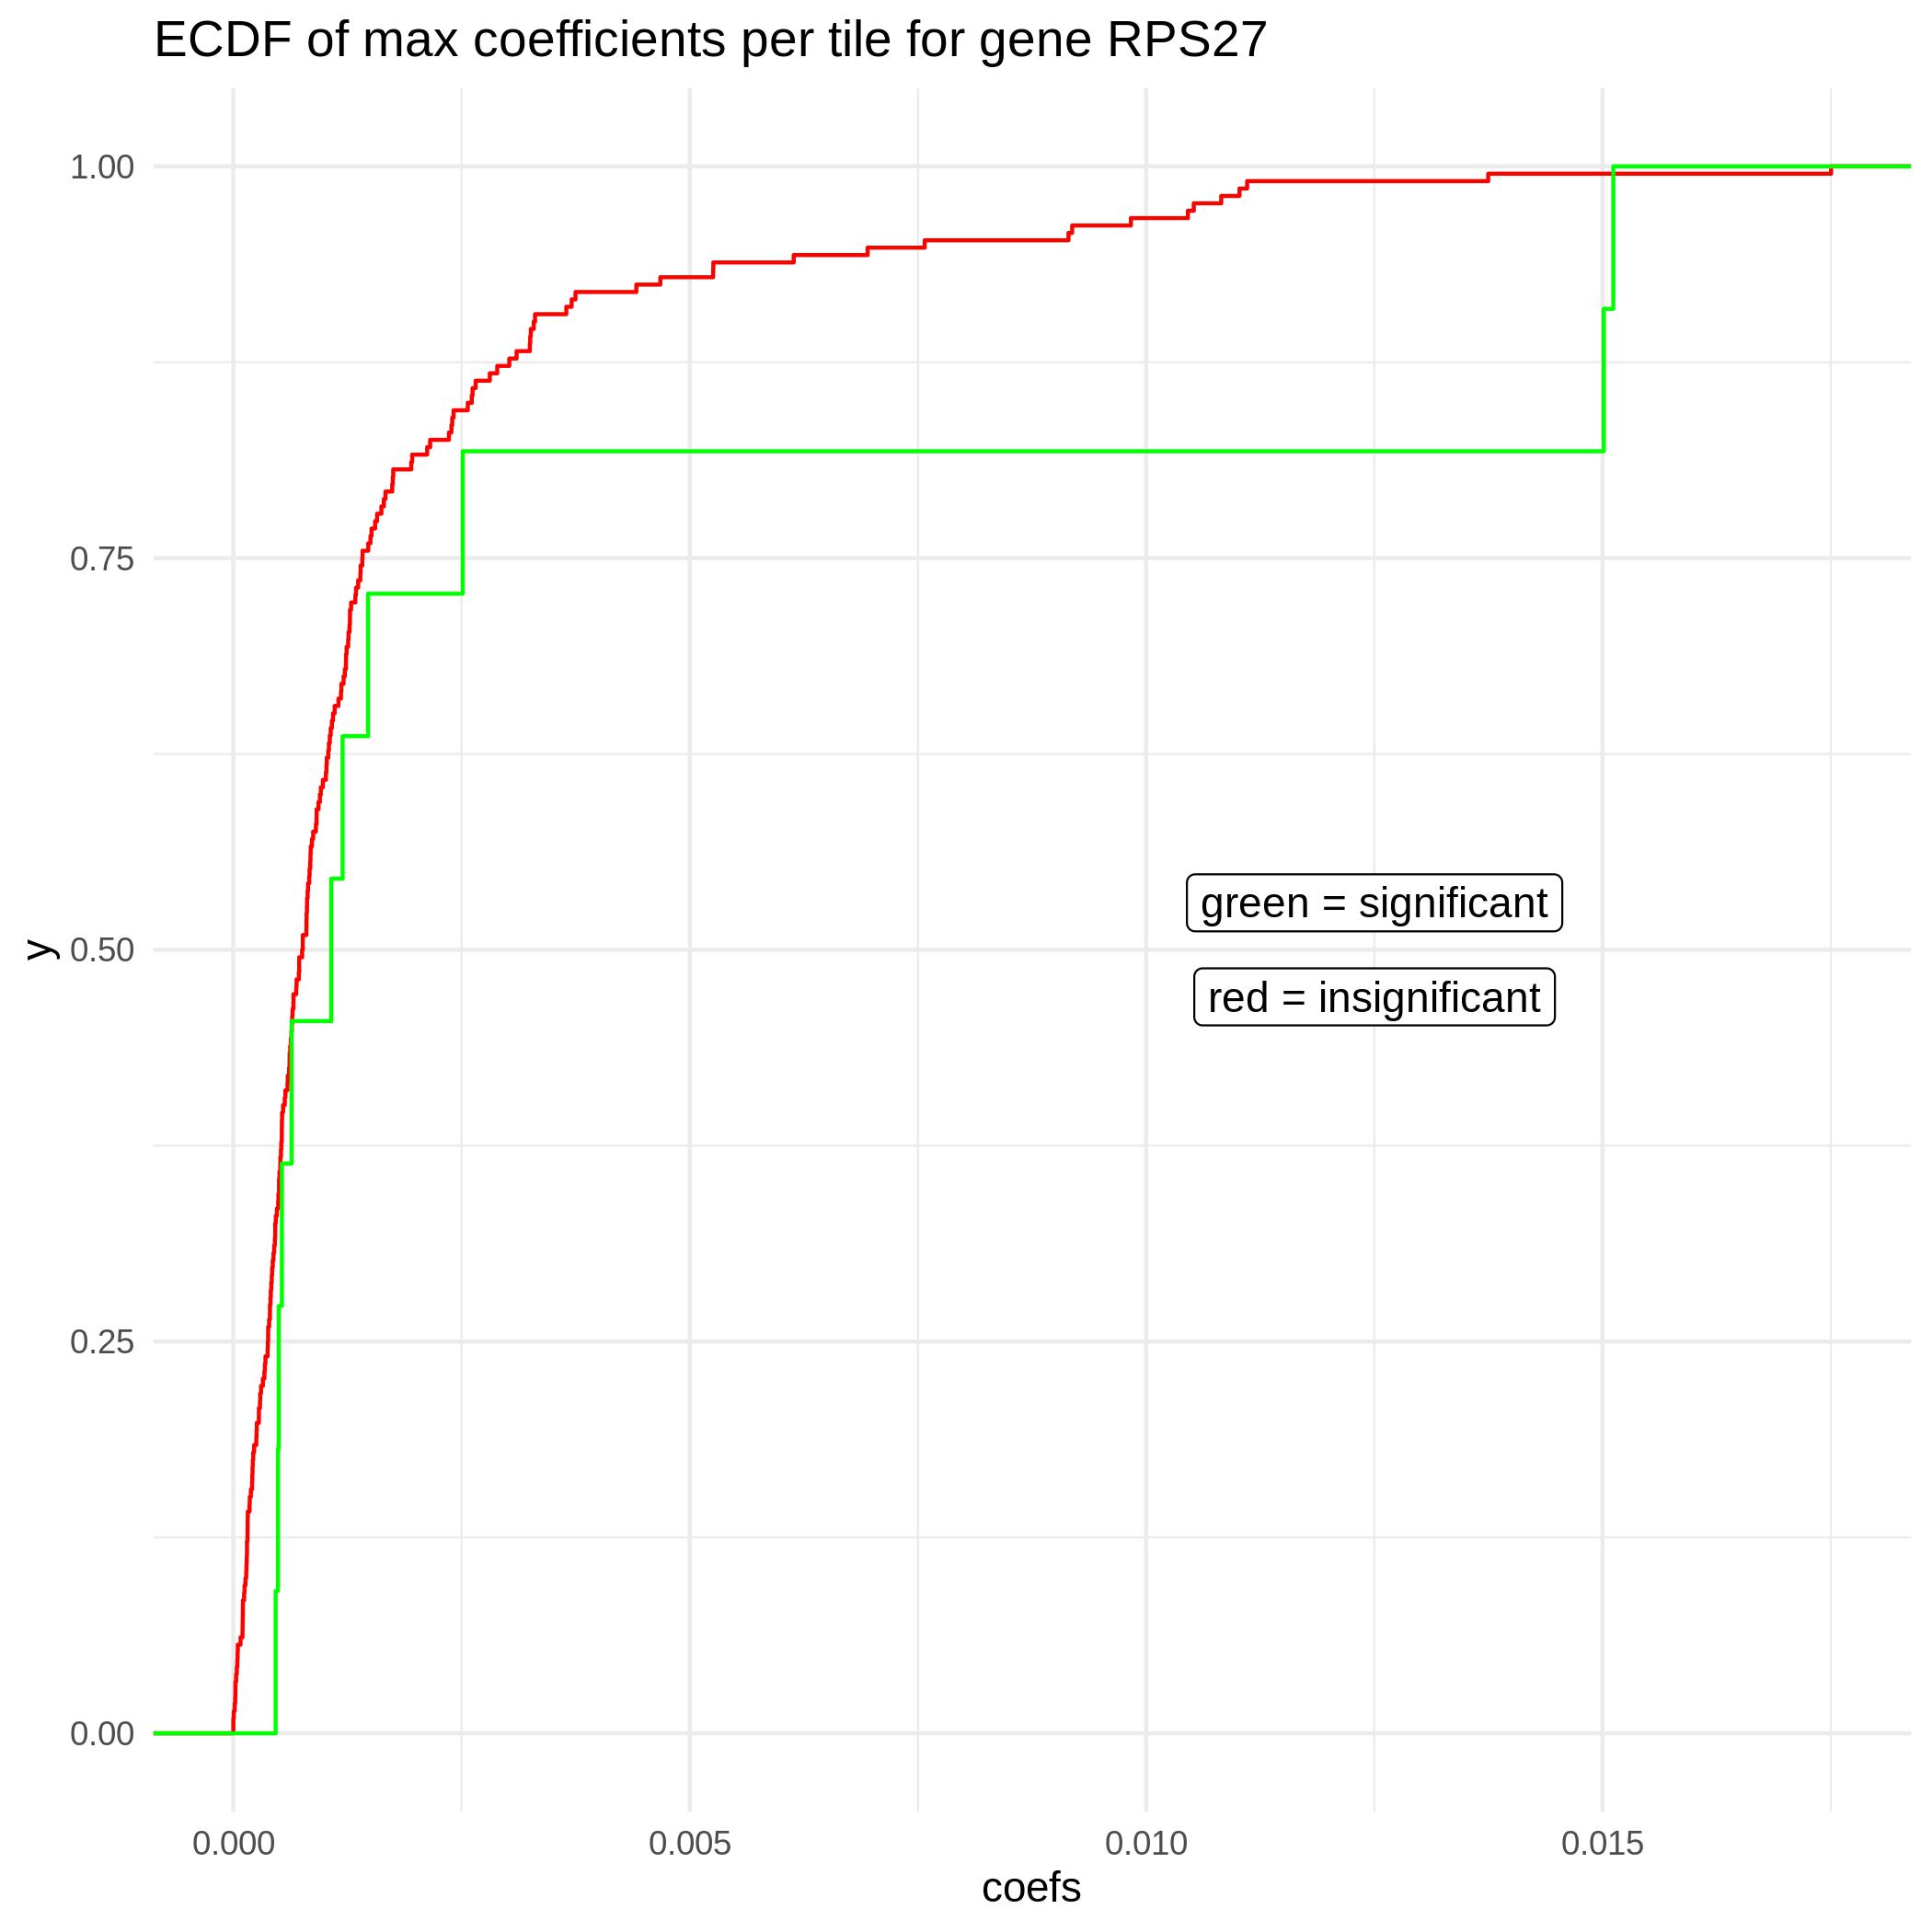 ECDF of max coefficients per tile for gene RPS27
1.00
0.75
0.50
0.25
0.00
y
green = significant
red = insignificant
0.000 0.005 0.010 0.015
coefs